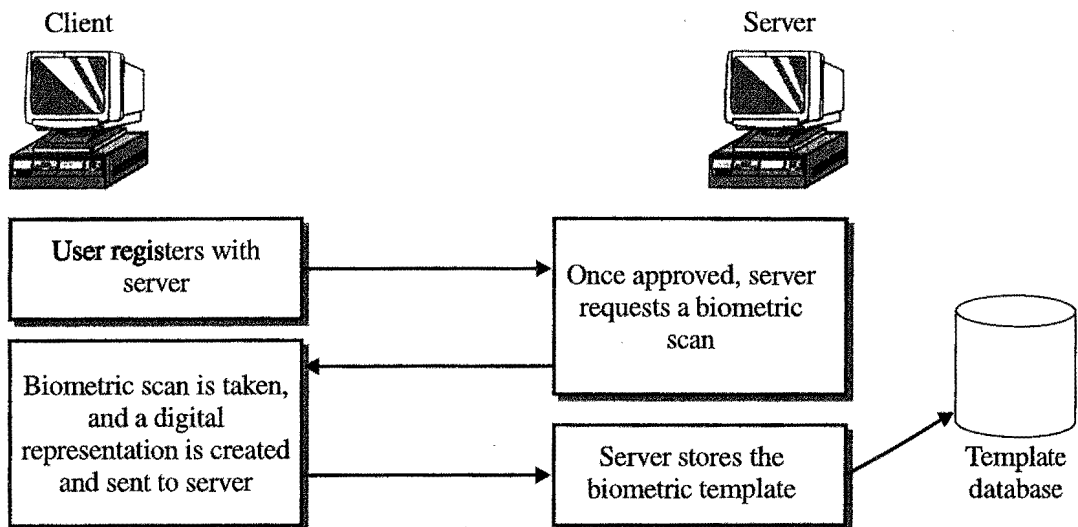 Client
Server
User registers with
server
Once approved, server
requests a biometric
scan
Biometric scan is taken,
and a digital
representation is created
and sent to server
Server stores the
biometric template
Template
database